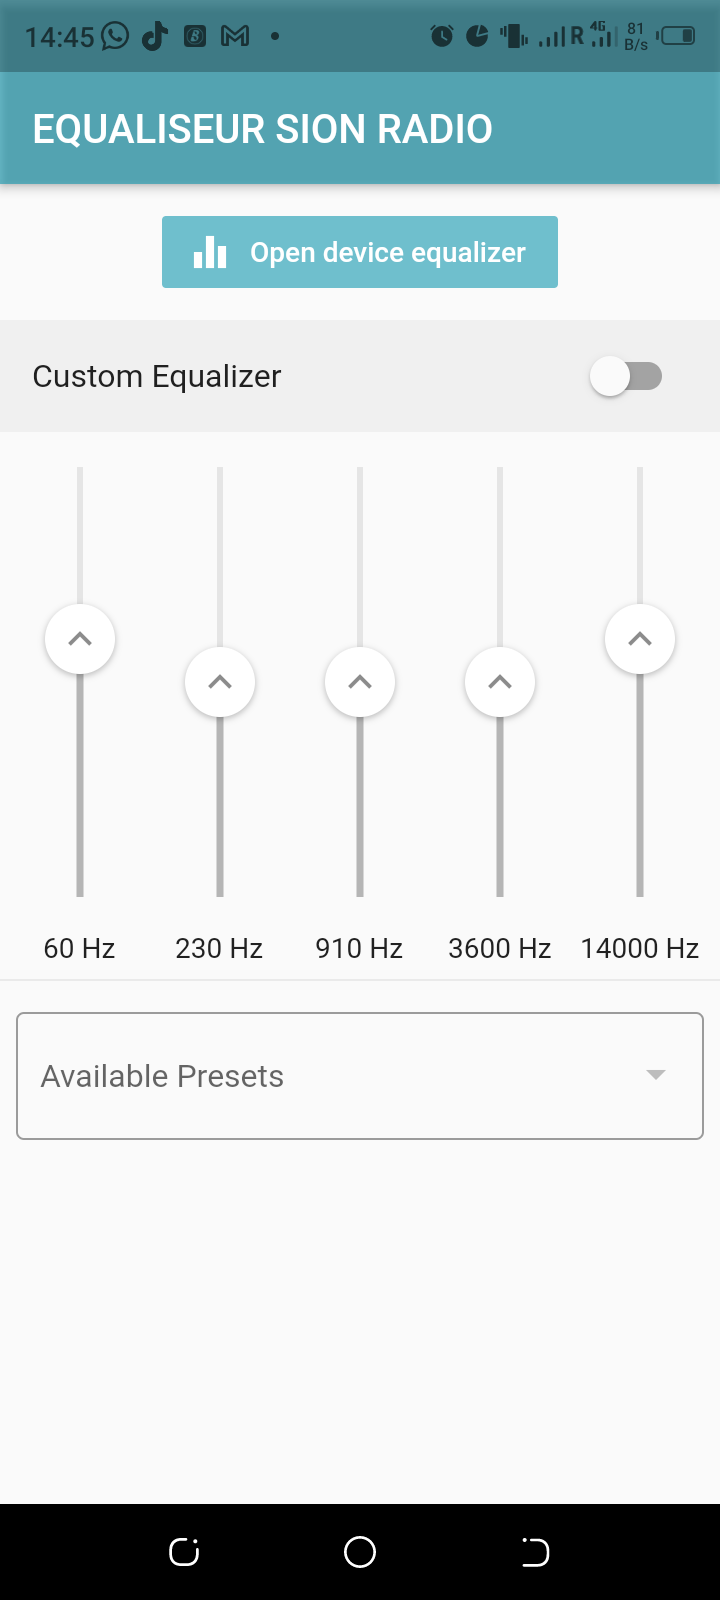 14:45
R 4G 81 B/s
EQUALISEUR SION RADIO
Open device equalizer
Custom Equalizer
60 Hz 230 Hz 910 Hz 3600 Hz 14000 Hz
Available Presets